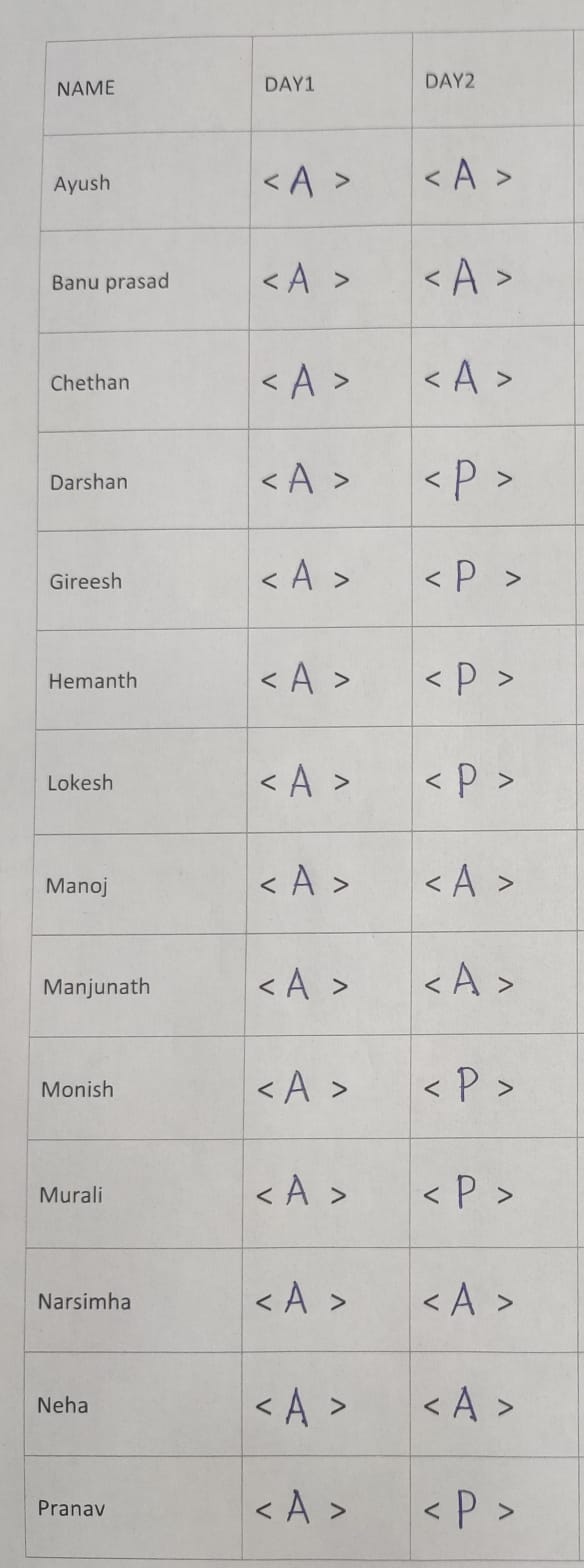 NAME DAY1 DAY2
Ayush < A > < A >
Banu prasad < A > < A >
Chethan < A > < A >
Darshan < A > < P >
Gireesh < A > < P >
Hemanth < A > < P >
Lokesh < A > < P >
Manoj < A > < A >
Manjunath < A > < A >
Monish < A > < P >
Murali < A > < P >
Narsimha < A > < A >
Neha < A > < A >
Pranav < A > < P >